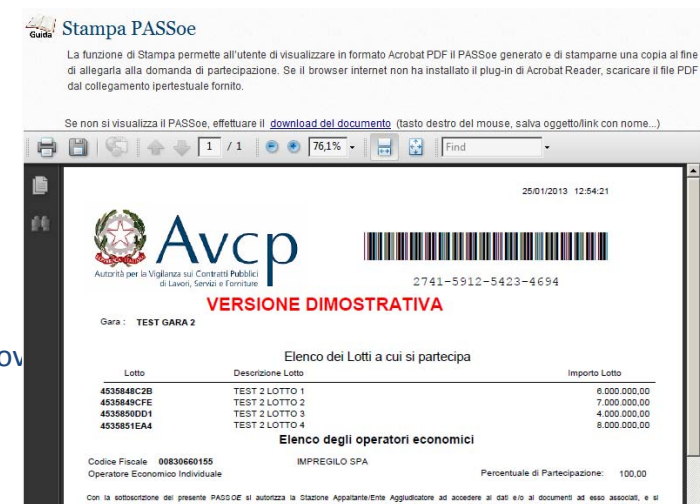 Guida
Stampa PASSoe
La funzione di Stampa permette all'utente di visualizzare in formato Acrobat PDF il PASSoe generato e di stamparne una copia al fine
di allegarla alla domanda di partecipazione. Se il browser internet non ha installato il plug-in di Acrobat Reader, scaricare il file PDF
dal collegamento ipertestuale fornito.
Se non si visualizza il PASSoe, effettuare il download del documento (tasto destro del mouse, salva oggetto/link con nome...)
1 / 1 76,1% Find
25/01/2013 12:54:21
Avcp
Autorità per la Vigilanza sui Contratti Pubblici
di Lavori, Servizi e Forniture
2741-5912-5423-4694
VERSIONE DIMOSTRATIVA
Gara : TEST GARA 2
ov
Elenco dei Lotti a cui si partecipa
Lotto Descrizione Lotto Importo Lotto
4535848C2B TEST 2 LOTTO 1 6.000.000,00
4535849CFE TEST 2 LOTTO 2 7.000.000,00
4535850DD1 TEST 2 LOTTO 3 4.000.000,00
4535851EA4 TEST 2 LOTTO 4 8.000.000,00
Elenco degli operatori economici
Codice Fiscale 00830660155 IMPREGILO SPA
Operatore Economico Individuale Percentuale di Partecipazione: 100,00
Con la sottoscrizione del presente PASSOE si autorizza la Stazione Appaltante/Ente Aggiudicatore ad accedere ai dati e/o ai documenti ad esso associati, e si